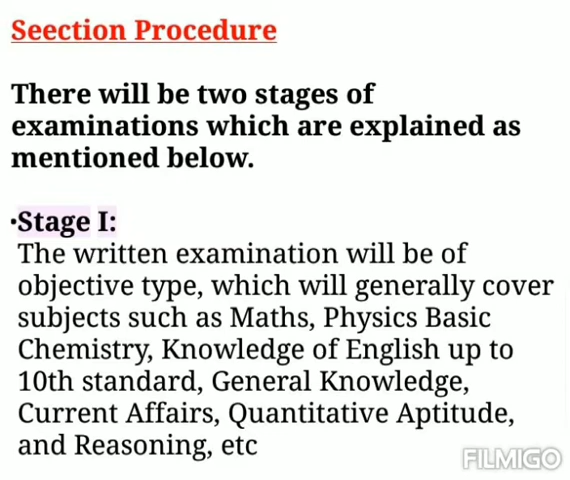 Seection Procedure
There will be two stages of
examinations which are explained as
mentioned below.
·Stage I:
The written examination will be of
objective type, which will generally cover
subjects such as Maths, Physics Basic
Chemistry, Knowledge of English up to
10th standard, General Knowledge,
Current Affairs, Quantitative Aptitude,
and Reasoning, etc
FILMIGO